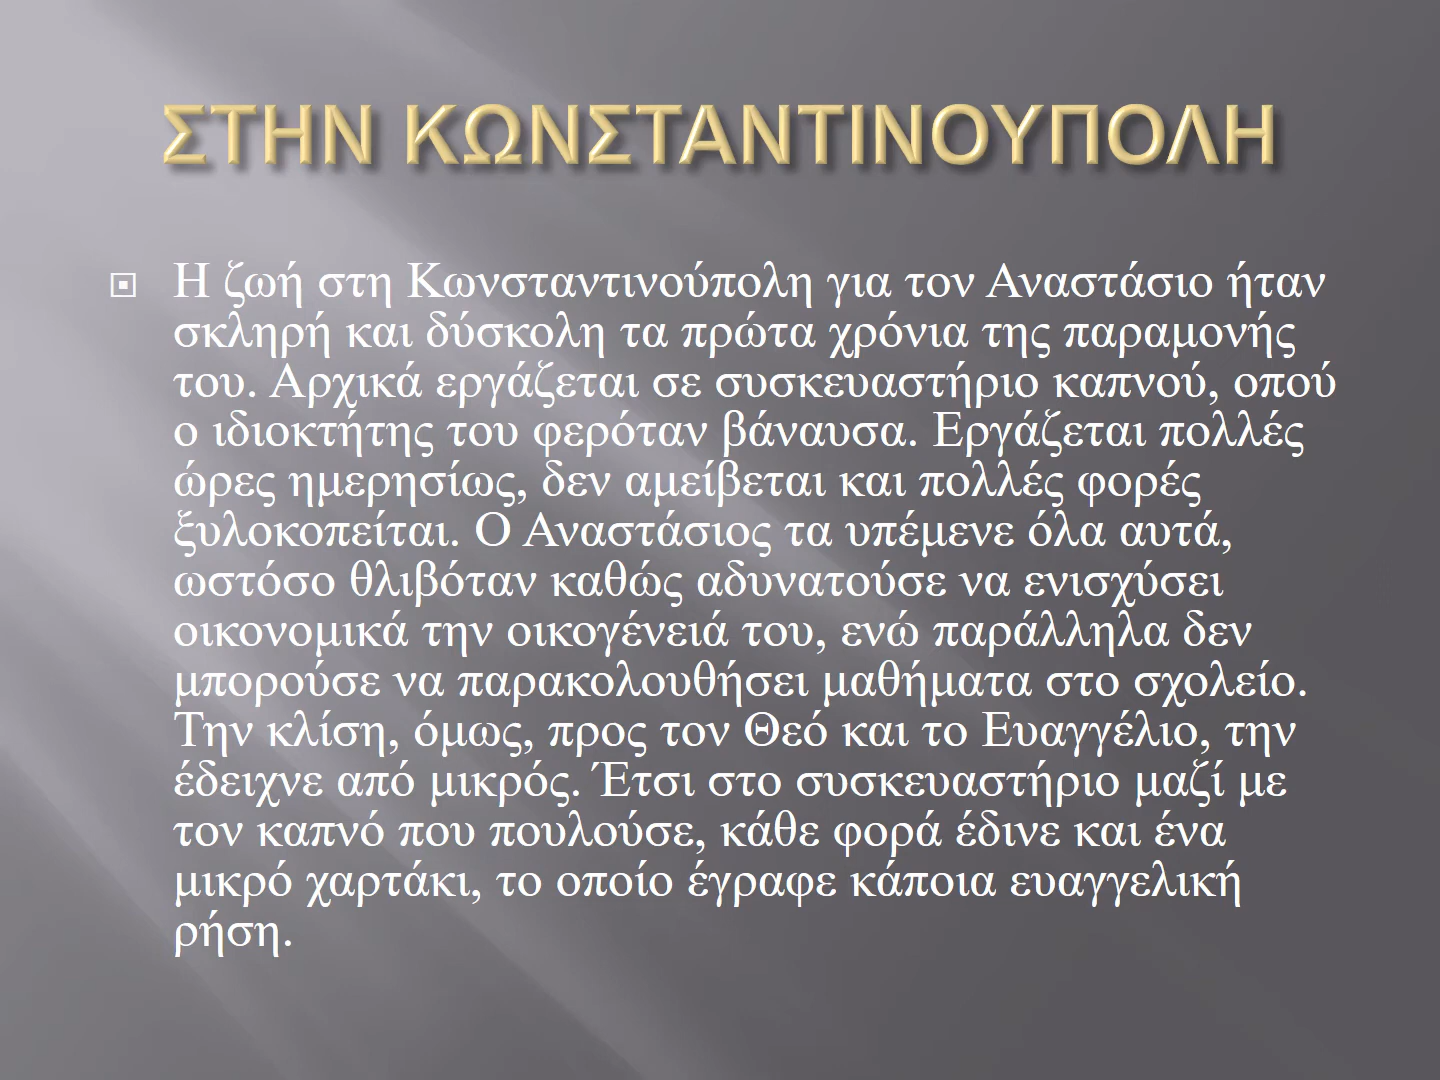 ΣΤΗΝ ΚΩΝΣΤΑΝΤΙΝΟΥΠΟΛΗ
Η ζωή στη Κωνσταντινούπολη για τον Αναστάσιο ήταν
σκληρή και δύσκολη τα πρώτα χρόνια της παραμονής
του. Αρχικά εργάζεται σε συσκευαστήριο καπνού, οπού
ο ιδιοκτήτης του φερόταν βάναυσα. Εργάζεται πολλές
ώρες ημερησίως, δεν αμείβεται και πολλές φορές
ξυλοκοπείται. Ο Αναστάσιος τα υπέμενε όλα αυτά,
ωστόσο θλιβόταν καθώς αδυνατούσε να ενισχύσει
οικονομικά την οικογένειά του, ενώ παράλληλα δεν
μπορούσε να παρακολουθήσει μαθήματα στο σχολείο.
Την κλίση, όμως, προς τον Θεό και το Ευαγγέλιο, την
έδειχνε από μικρός. Έτσι στο συσκευαστήριο μαζί με
τον καπνό που πουλούσε, κάθε φορά έδινε και ένα
μικρό χαρτάκι, το οποίο έγραφε κάποια ευαγγελική
ρήση.